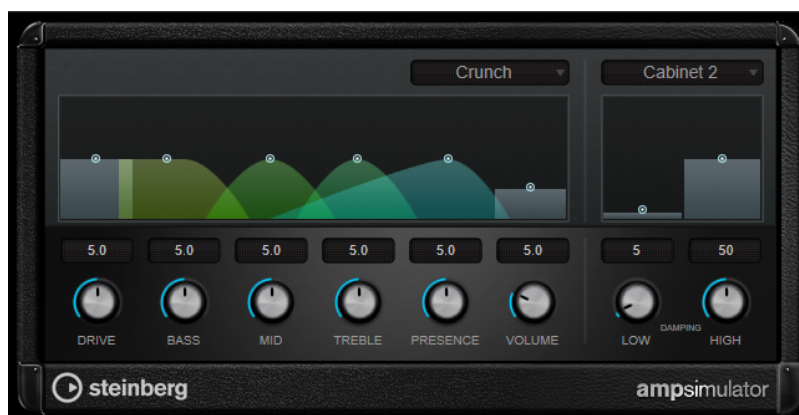 Crunch Cabinet 2
5.0 5.0 5.0 5.0 5.0 5.0 5 50
DRIVE BASS MID TREBLE PRESENCE VOLUME LOW DAMPING HIGH
steinberg ampsimulator